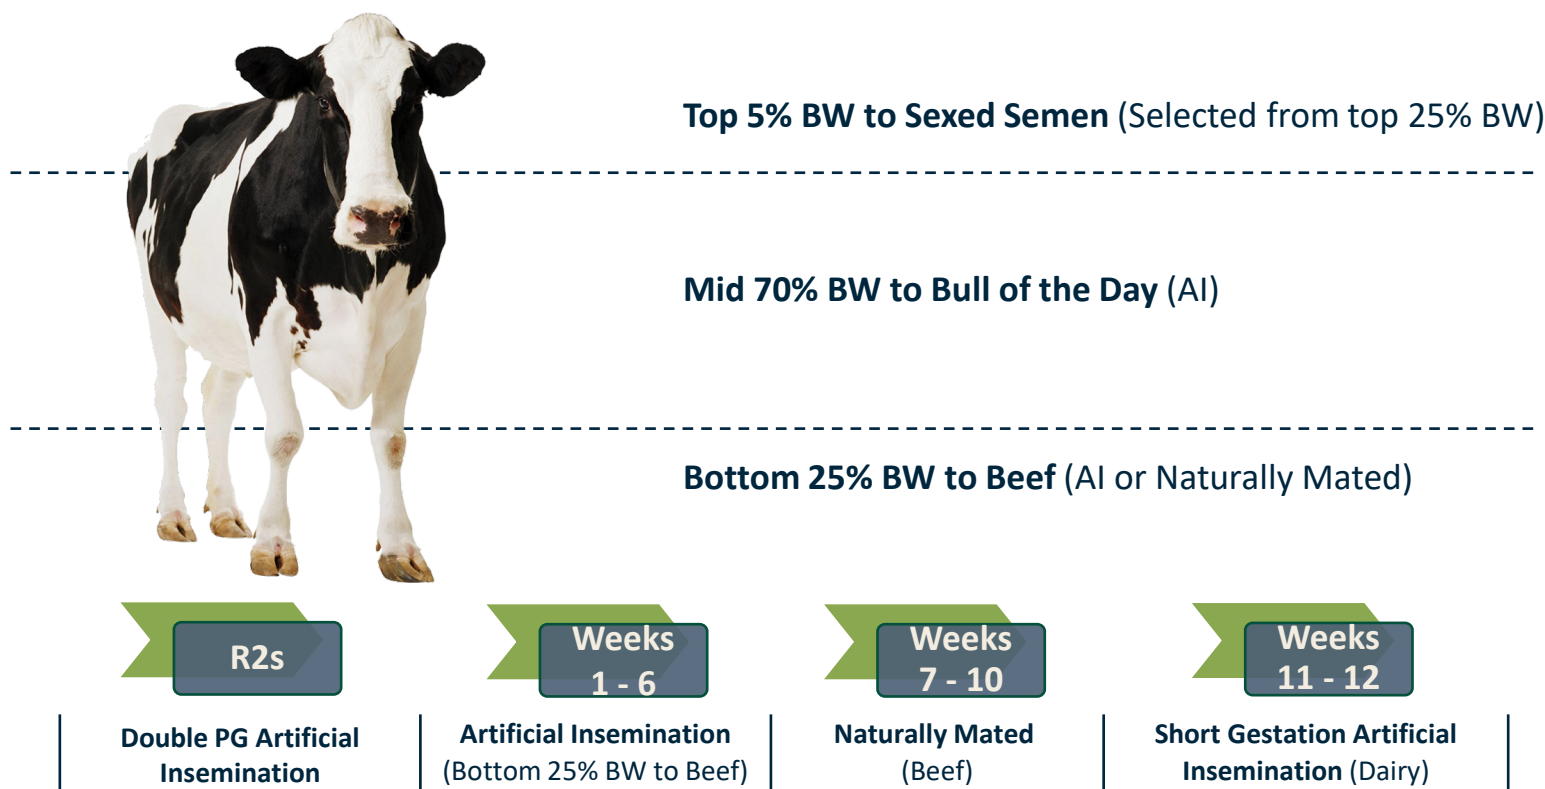 Top 5% BW to Sexed Semen (Selected from top 25% BW)
Mid 70% BW to Bull of the Day (AI)
Bottom 25% BW to Beef (AI or Naturally Mated)
R2s
Weeks
1 - 6
Weeks
7 - 10
Weeks
11 - 12
Double PG Artificial
Insemination
Artificial Insemination
(Bottom 25% BW to Beef)
Naturally Mated
(Beef)
Short Gestation Artificial
Insemination (Dairy)